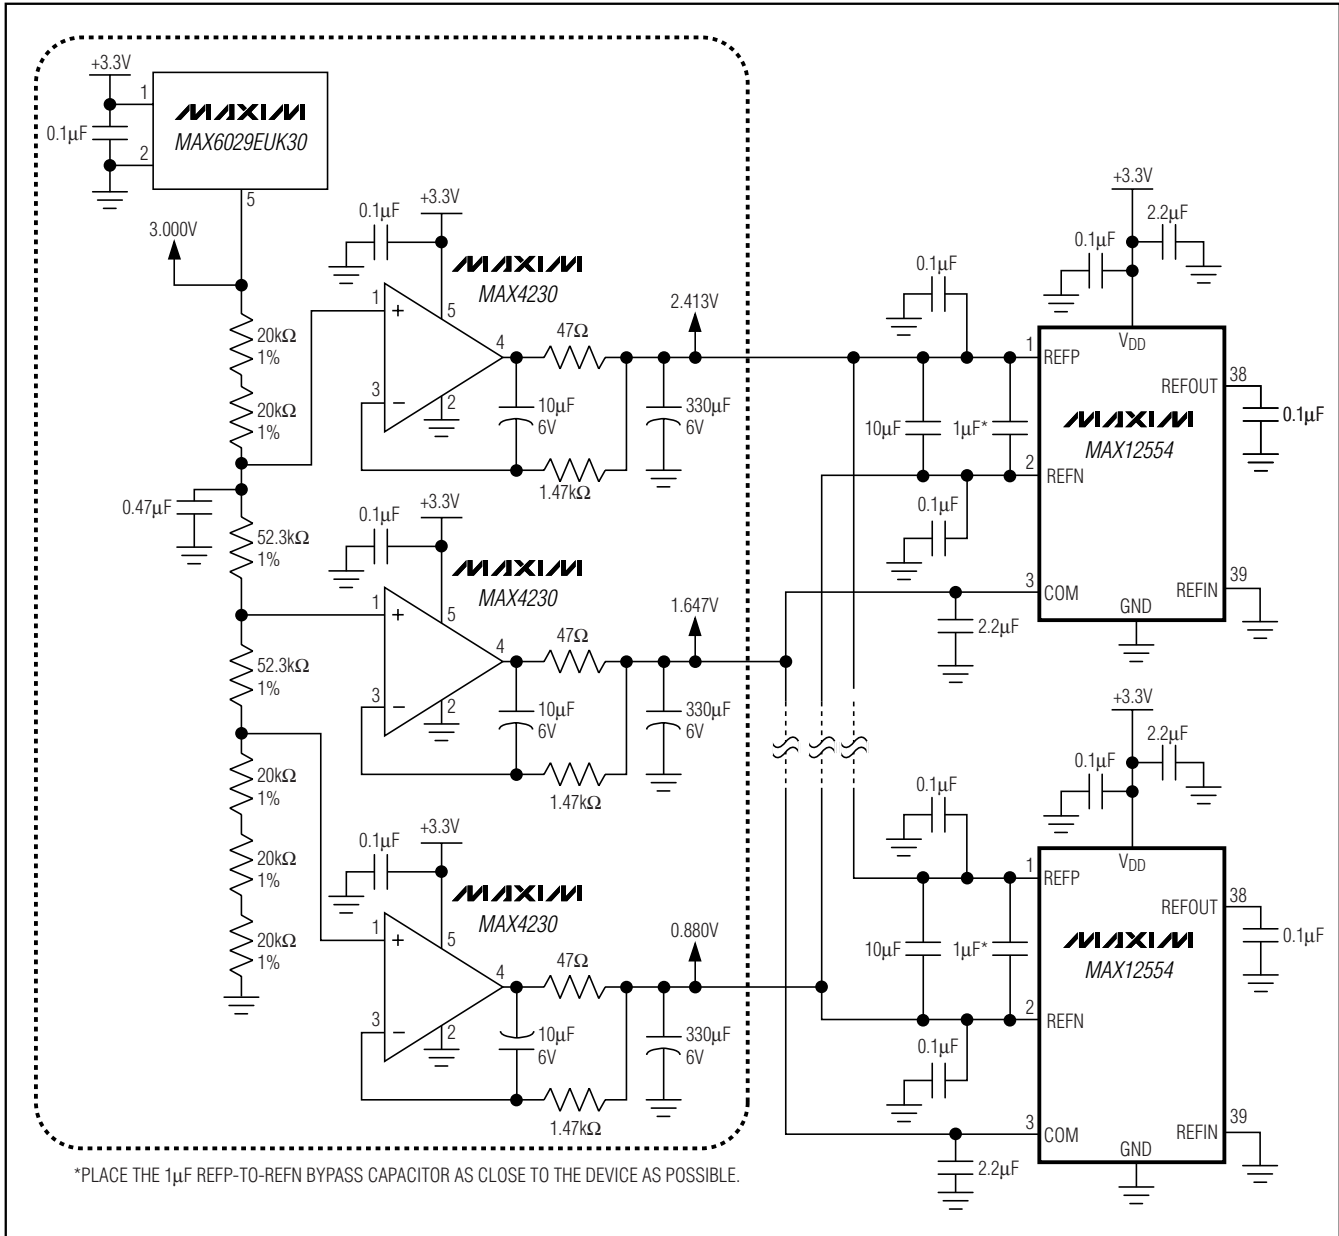 +3.3V
1
MAXIM
MAX6029EUK30
0.1µF
2
5
3.000V
20kΩ
1%
20kΩ
1%
0.47µF
52.3kΩ
1%
52.3kΩ
1%
20kΩ
1%
20kΩ
1%
20kΩ
1%
+3.3V
0.1µF
MAXIM
MAX4230
1
+
5
4
3
−
2
47Ω
10µF
6V
1.47kΩ
2.413V
330µF
6V
+3.3V
0.1µF
MAXIM
MAX4230
1
+
5
4
3
−
2
47Ω
10µF
6V
1.47kΩ
1.647V
330µF
6V
+3.3V
0.1µF
MAXIM
MAX4230
1
+
5
4
3
−
2
47Ω
10µF
6V
1.47kΩ
0.880V
330µF
6V
+3.3V
2.2µF
0.1µF
0.1µF
1
REFP
VDD
REFOUT
38
0.1µF
10µF
1µF*
MAXIM
MAX12554
2
REFN
0.1µF
3
COM
2.2µF
GND
REFIN
39
+3.3V
2.2µF
0.1µF
0.1µF
1
REFP
VDD
REFOUT
38
0.1µF
10µF
1µF*
MAXIM
MAX12554
2
REFN
0.1µF
3
COM
2.2µF
GND
REFIN
39
*PLACE THE 1µF REFP-TO-REFN BYPASS CAPACITOR AS CLOSE TO THE DEVICE AS POSSIBLE.